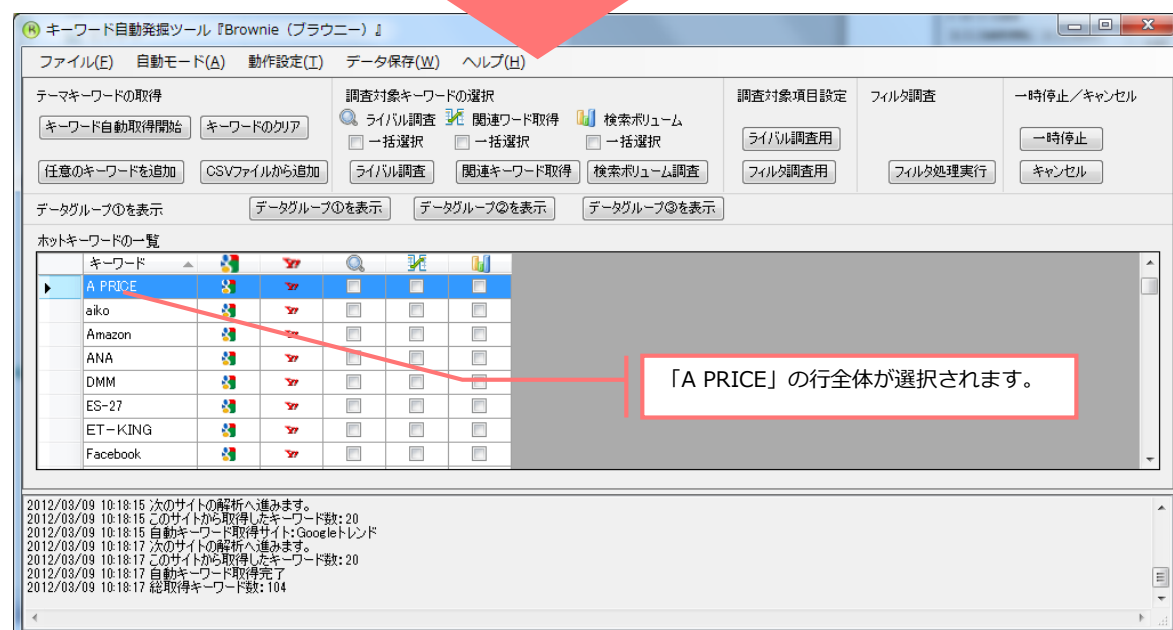 キーワード自動発掘ツール『Brownie（ブラウニー）』
ファイル(F) 自動モード(A) 動作設定(T) データ保存(W) ヘルプ(H)
テーマキーワードの取得 調査対象キーワードの選択 調査対象項目設定 フィルタ調査 一時停止／キャンセル
ライバル調査 関連ワード取得 検索ボリューム
キーワード自動取得開始 キーワードのクリア 一括選択 一括選択 一括選択 ライバル調査用 一時停止
任意のキーワードを追加 CSVファイルから追加 ライバル調査 関連キーワード取得 検索ボリューム調査 フィルタ調査用 フィルタ処理実行 キャンセル
データグループ①を表示 データグループ①を表示 データグループ②を表示 データグループ③を表示
ホットキーワードの一覧
キーワード
A PRICE
aiko
Amazon
ANA
DMM
ES-27
ET-KING
Facebook
「A PRICE」の行全体が選択されます。
2012/03/09 10:18:15 次のサイトの解析へ進みます。
2012/03/09 10:18:15 このサイトから取得したキーワード数:20
2012/03/09 10:18:15 自動キーワード取得サイト:Googleトレンド
2012/03/09 10:18:17 次のサイトの解析へ進みます。
2012/03/09 10:18:17 このサイトから取得したキーワード数:20
2012/03/09 10:18:17 自動キーワード取得完了
2012/03/09 10:18:17 総取得キーワード数:104